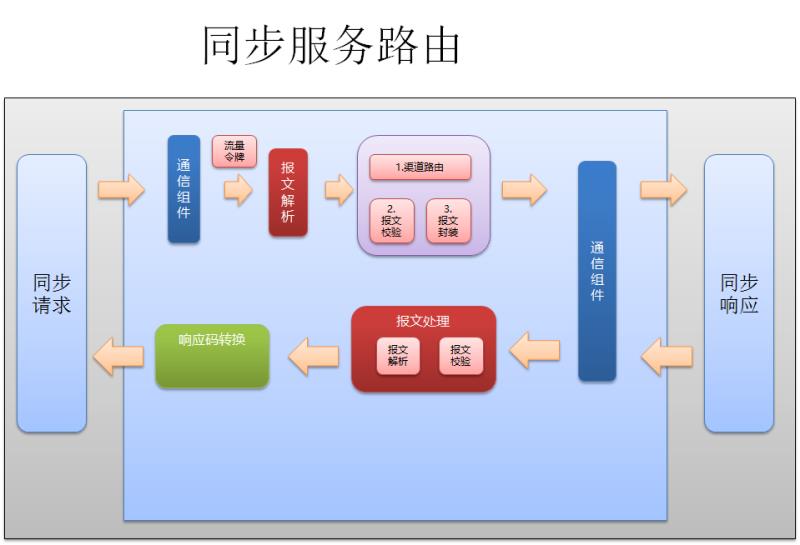 同步服务路由
同步
请求
通
信
组
件
流量
令牌
报
文
解
析
1.渠道路由
2.
报文
校验
3.
报文
封装
通
信
组
件
同步
响应
报文处理
报文
解析
报文
校验
响应码转换